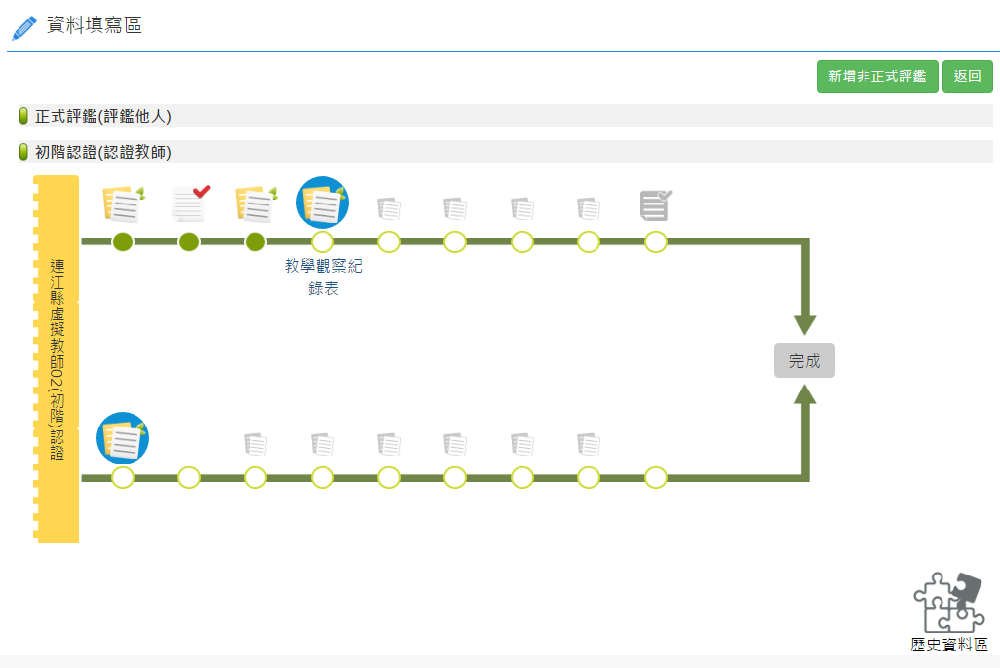 資料填寫區
新增非正式評鑑
返回
正式評鑑(評鑑他人)
初階認證(認證教師)
連江縣虛擬教師02(初階)認證
教學觀察紀
錄表
完成
歷史資料區